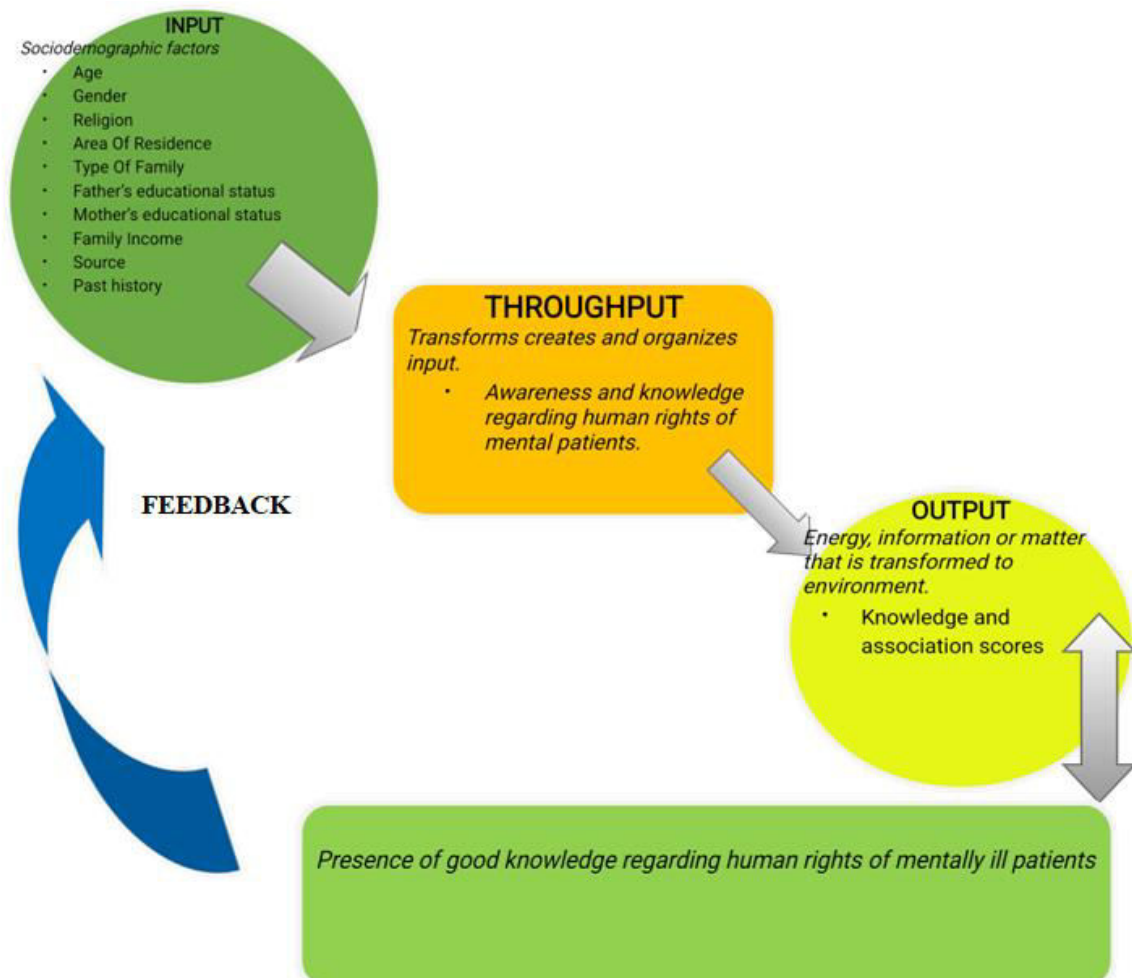 INPUT
Sociodemographic factors
• Age
• Gender
• Religion
• Area Of Residence
• Type Of Family
• Father's educational status
• Mother's educational status
• Family Income
• Source
• Past history
THROUGHPUT
Transforms creates and organizes
input.
• Awareness and knowledge
regarding human rights of
mental patients.
FEEDBACK
OUTPUT
Energy, information or matter
that is transformed to
environment.
• Knowledge and
association scores
Presence of good knowledge regarding human rights of mentally ill patients